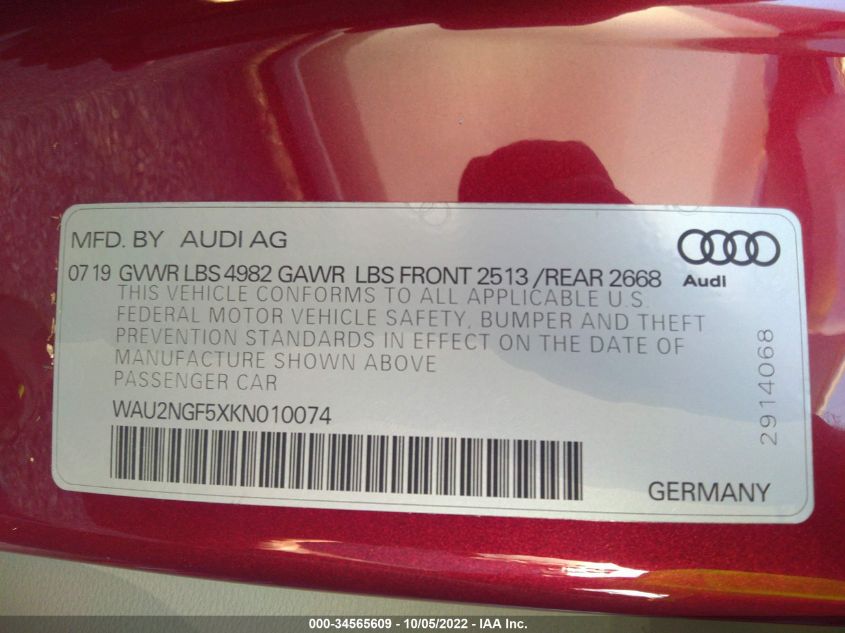 MFD. BY AUDI AG
07 19 GVWR LBS 4982 GAWR LBS FRONT 2513 /REAR 2668
Audi
THIS VEHICLE CONFORMS TO ALL APPLICABLE U.S.
FEDERAL MOTOR VEHICLE SAFETY, BUMPER AND THEFT
PREVENTION STANDARDS IN EFFECT ON THE DATE OF
MANUFACTURE SHOWN ABOVE
PASSENGER CAR
WAU2NGF5XKN010074
2914068
GERMANY
000-34565609 - 10/05/2022 - IAA Inc.